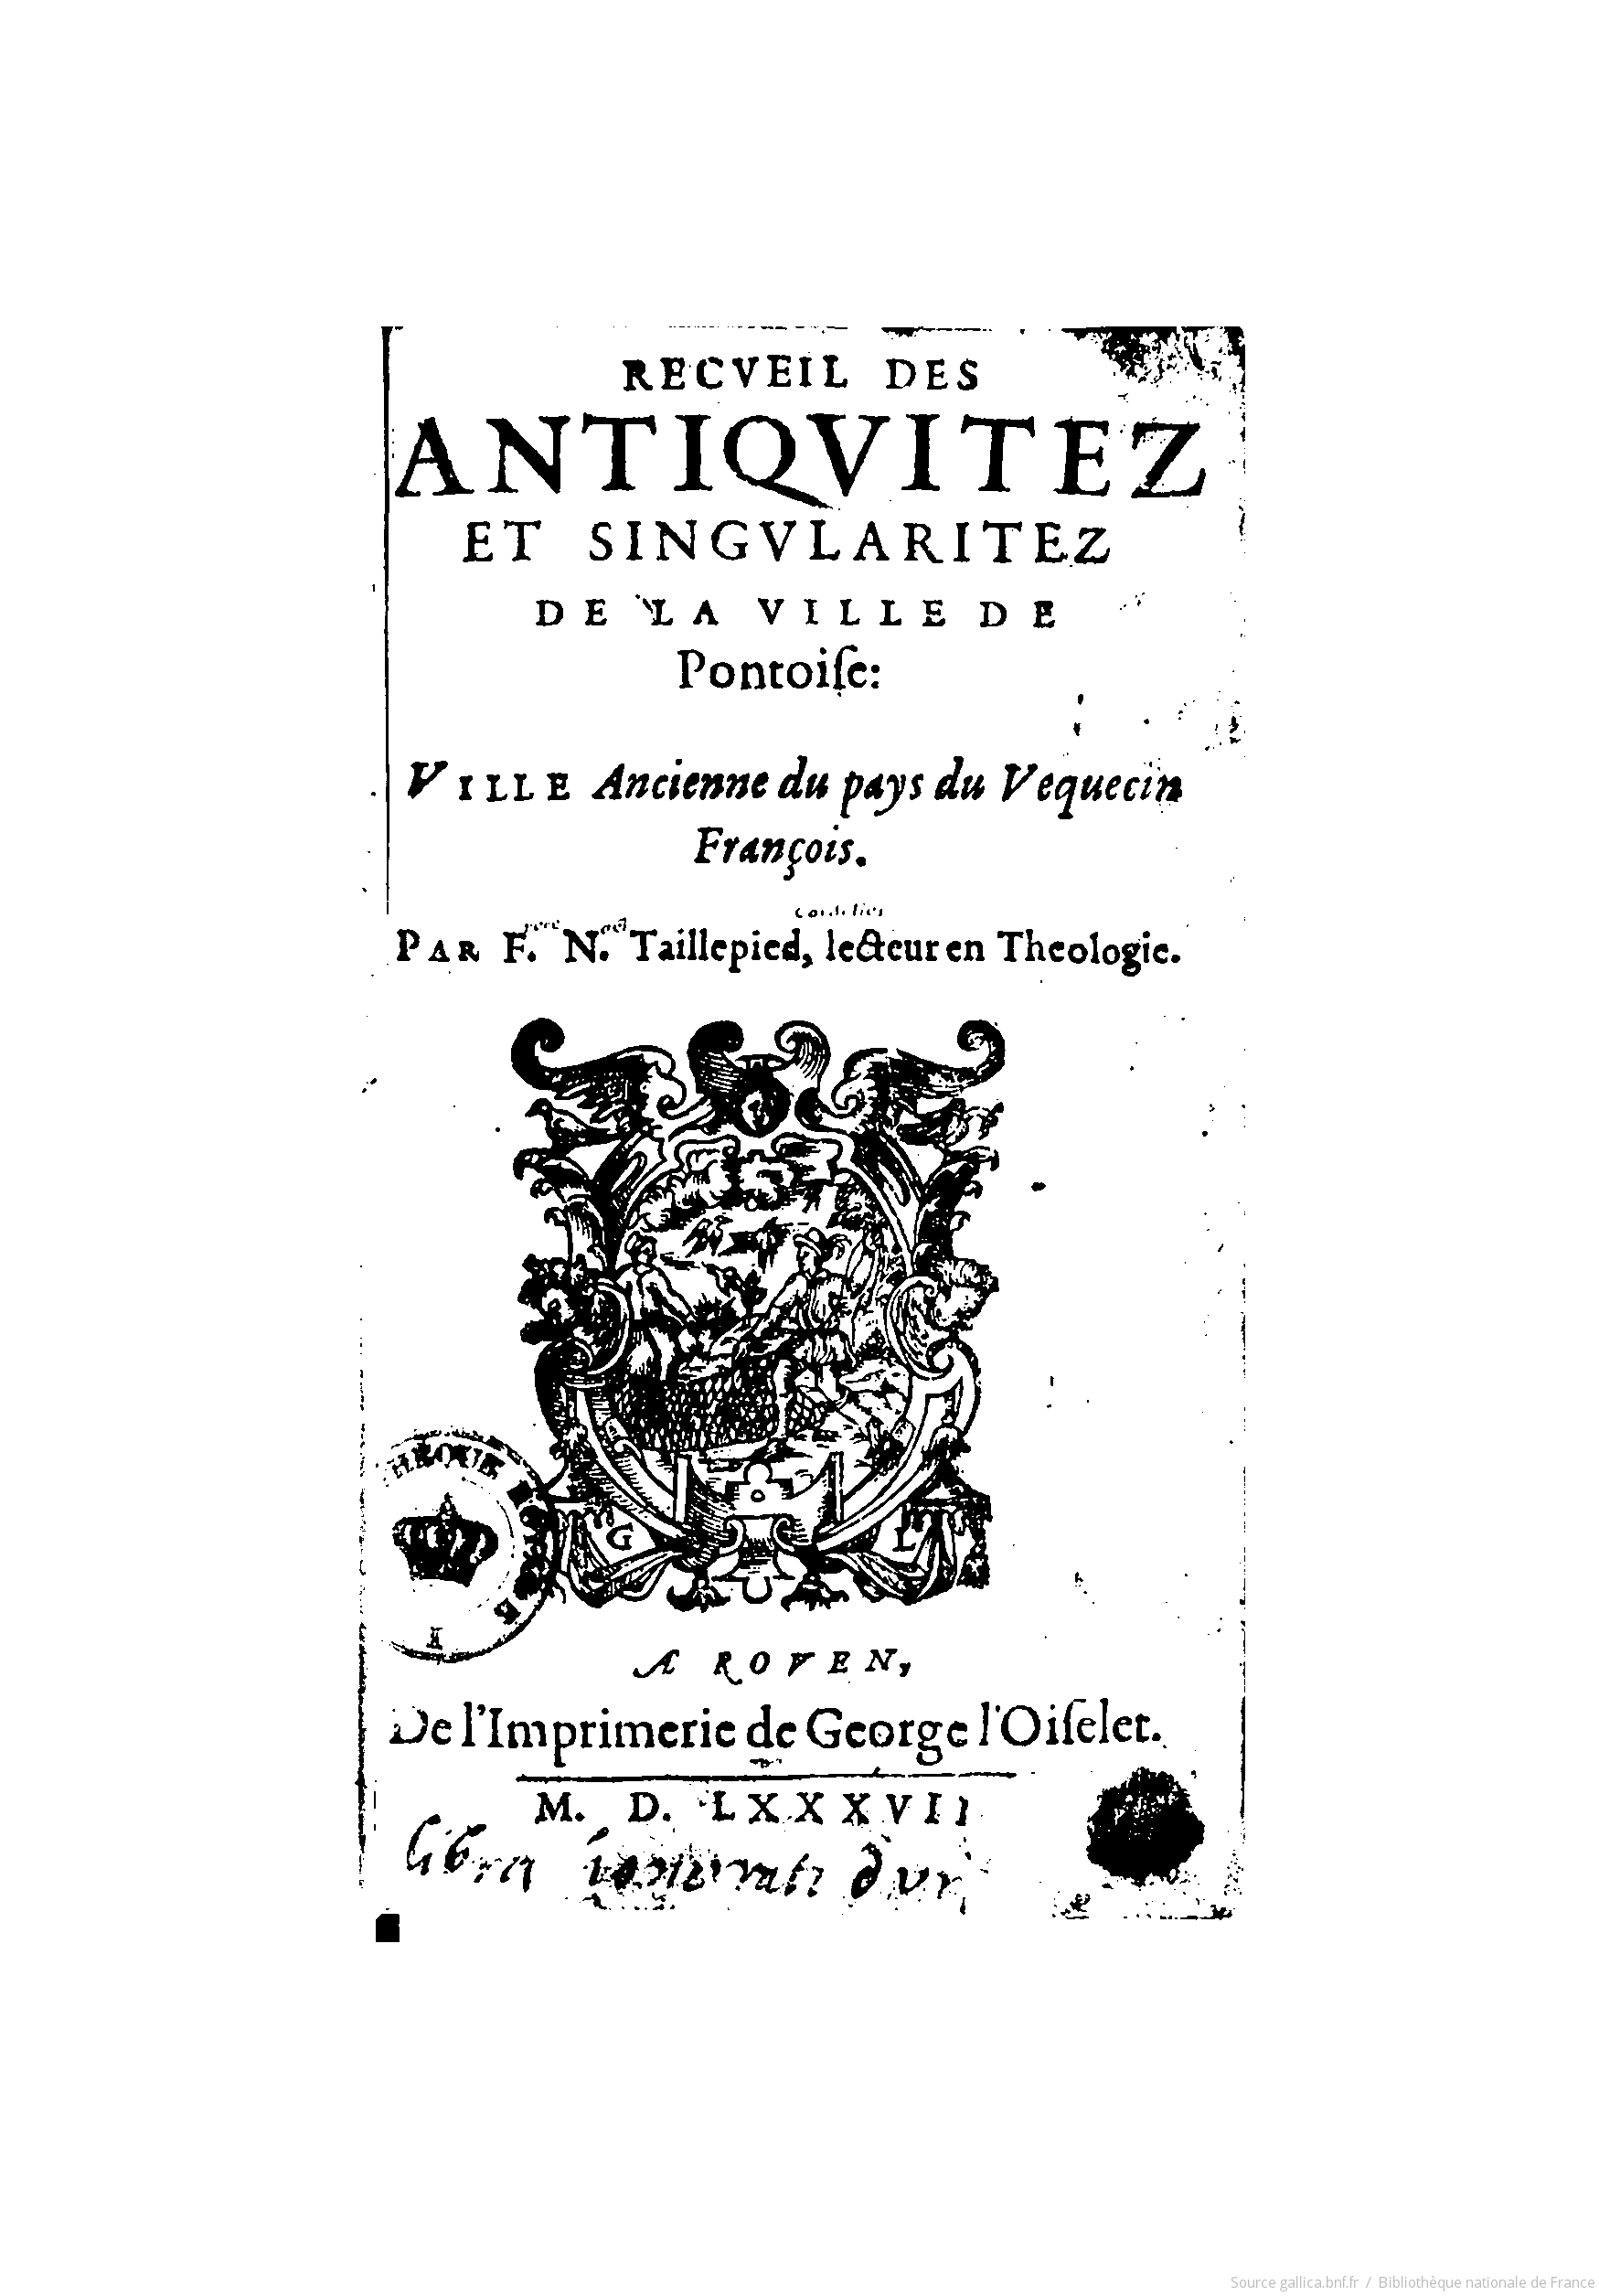 RECVEIL DES
ANTIQVITEZ
ET SINGVLARITEZ
DE LA VILLE DE
Pontoiſe:
VILLE Ancienne du pays du Vequecin
François.
Cordelier
PAR F. N. Taillepied, lecteur en Theologie.
G L
A ROVEN,
De l'Imprimerie de George l'Oiſelet.
M. D. LXXXVII
Source gallica.bnf.fr / Bibliothèque nationale de France